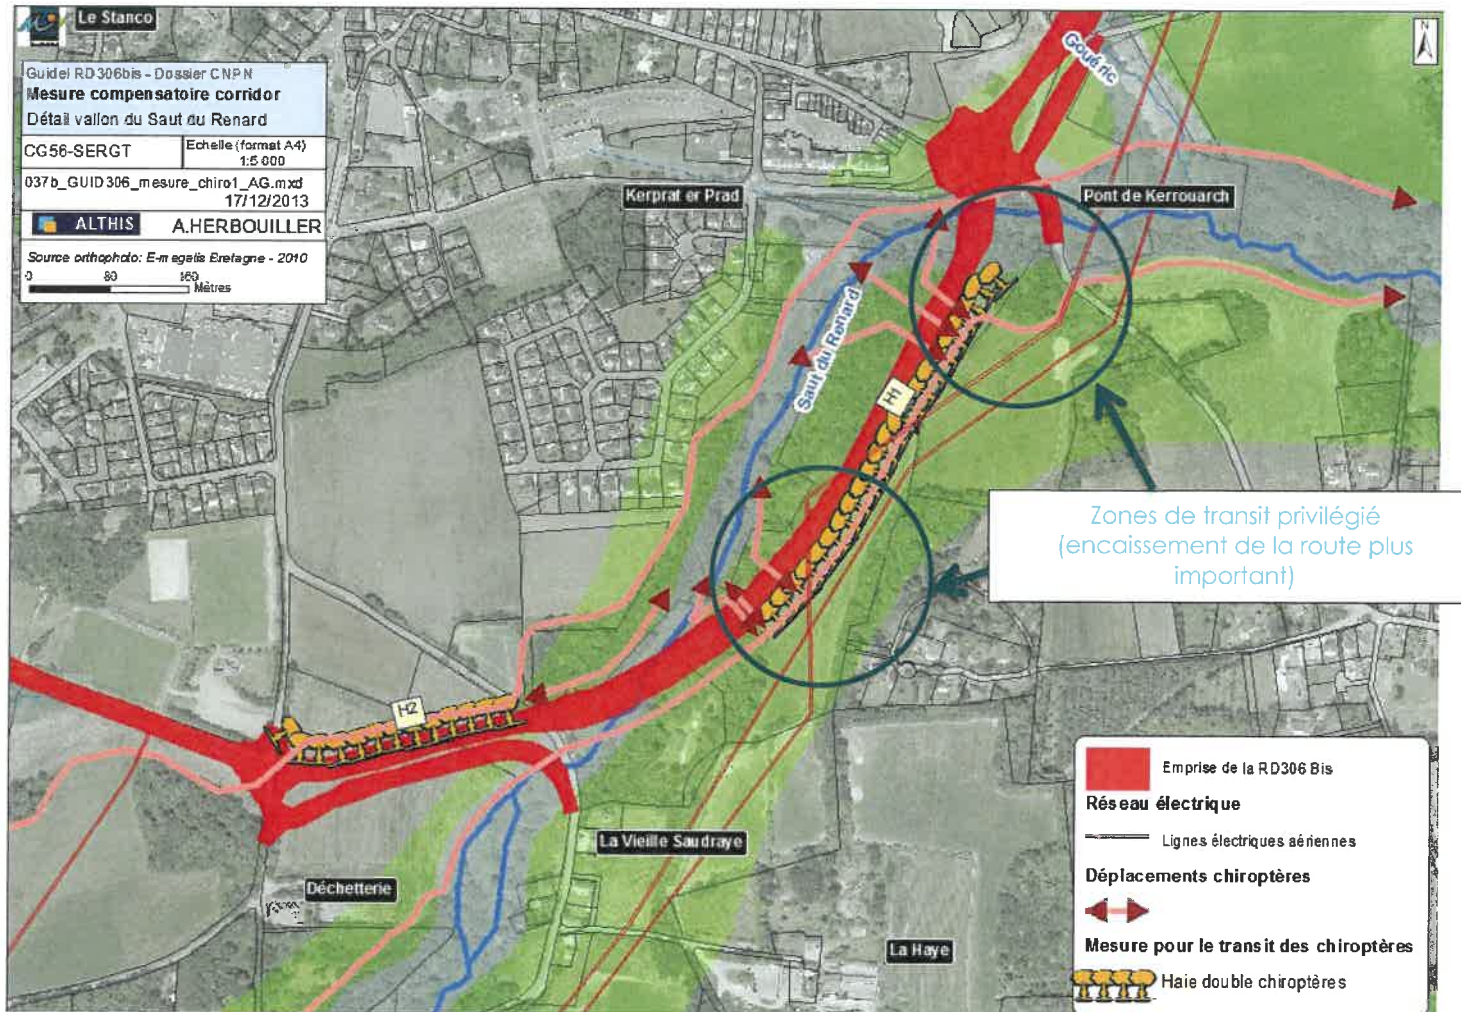 Le Stanco
N
Guidel RD306bis - Dossier CNPN
Mesure compensatoire corridor
Détail vallon du Saut du Renard
CG56-SERGT
Echelle (format A4)
1:5 000
037b_GUID306_mesure_chiro1_AG.mxd
17/12/2013
ALTHIS
A.HERBOUILLER
Source orthophoto: E-megalis Bretagne - 2010
0 80 160
Mètres
Gouéric
Kerprat er Prad
Pont de Kerrouarch
Saut du Renard
H1
Zones de transit privilégié
(encaissement de la route plus
important)
H2
La Vieille Saudraye
Déchetterie
La Haye
Emprise de la RD306 Bis
Réseau électrique
Lignes électriques aériennes
Déplacements chiroptères
Mesure pour le transit des chiroptères
Haie double chiroptères